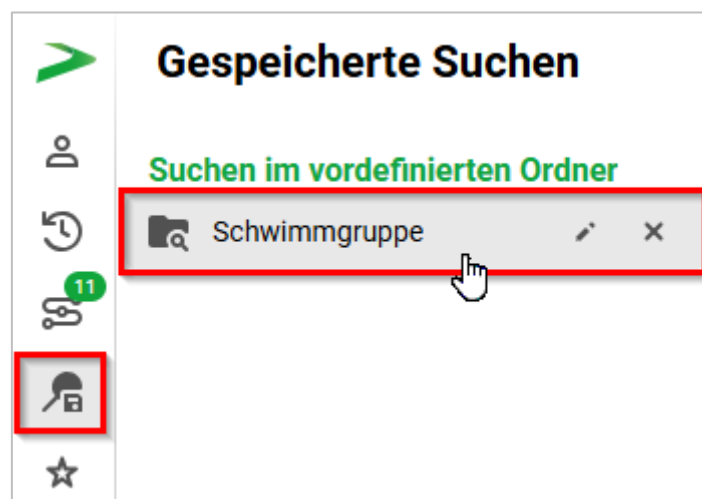 Gespeicherte Suchen
Suchen im vordefinierten Ordner
Schwimmgruppe
11